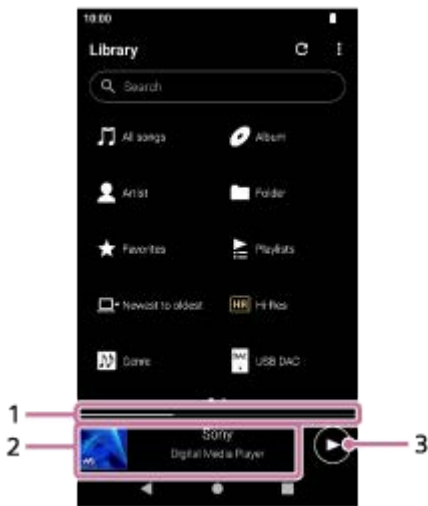 10:00
Library
Search
All songs
Album
Artist
Folder
Favorites
Playlists
Newest to oldest
HR Hi-Res
Genre
USB DAC
1
2
Sony
Digital Media Player
3